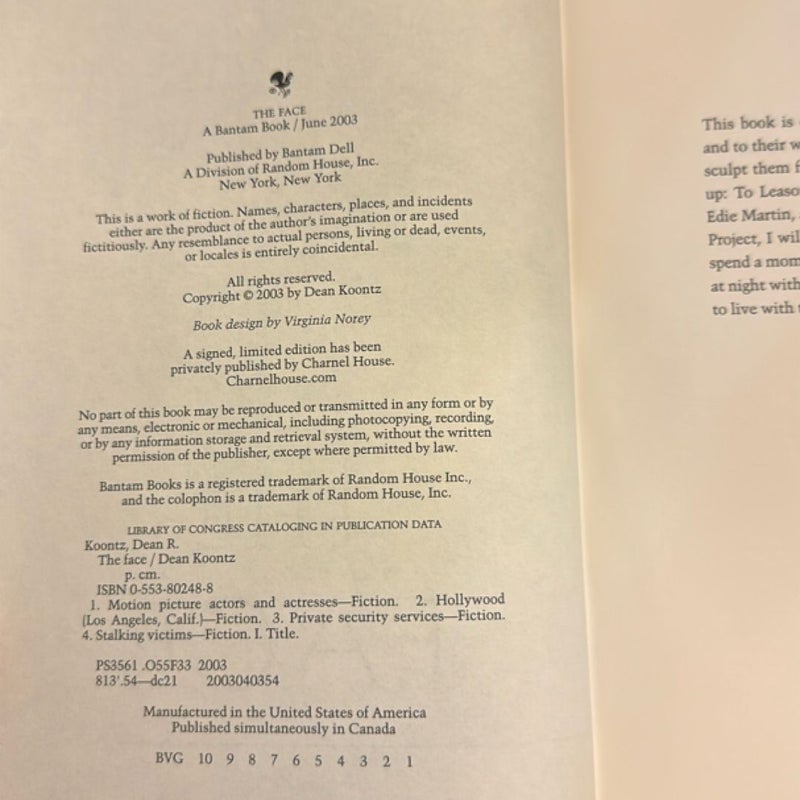 THE FACE
A Bantam Book / June 2003
Published by Bantam Dell
A Division of Random House, Inc.
New York, New York
This is a work of fiction. Names, characters, places, and incidents
either are the product of the author's imagination or are used
fictitiously. Any resemblance to actual persons, living or dead, events,
or locales is entirely coincidental.
All rights reserved.
Copyright © 2003 by Dean Koontz
Book design by Virginia Norey
A signed, limited edition has been
privately published by Charnel House.
Charnelhouse.com
No part of this book may be reproduced or transmitted in any form or by
any means, electronic or mechanical, including photocopying, recording,
or by any information storage and retrieval system, without the written
permission of the publisher, except where permitted by law.
Bantam Books is a registered trademark of Random House Inc.,
and the colophon is a trademark of Random House, Inc.
LIBRARY OF CONGRESS CATALOGING IN PUBLICATION DATA
Koontz, Dean R.
The face / Dean Koontz
p. cm.
ISBN 0-553-80248-8
1. Motion picture actors and actresses—Fiction. 2. Hollywood
(Los Angeles, Calif.)—Fiction. 3. Private security services—Fiction.
4. Stalking victims—Fiction. I. Title.
PS3561 .O55F33 2003
813'.54—dc21 2003040354
Manufactured in the United States of America
Published simultaneously in Canada
BVG 10 9 8 7 6 5 4 3 2 1
This book is
and to their
sculpt them
up: To
Edie Martin,
Project, I
spend a
at night with
to live with